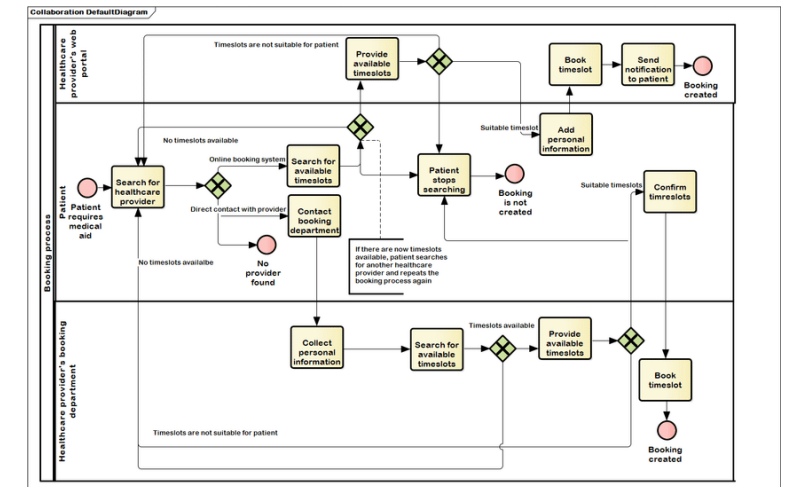 Collaboration DefaultDiagram
Booking process
Healthcare
provider's web
portal
Timeslots are not suitable for patient
Provide
available
timeslots
Book
timeslot
Send
notification
to patient
Booking
created
Patient
Patient
requires
medical
aid
Search for
healthcare
provider
No timeslots available
Online booking system
Search for
available
timeslots
Direct contact with provider
Contact
booking
department
No
provider
found
No timeslots availalbe
Patient
stops
searching
Booking
is not
created
Suitable timeslot
Add
personal
information
Suitable timeslots
Confirm
timreslots
If there are now timeslots
available, patient searches
for another healthcare
provider and repeats the
booking process again
Healthcare provider's booking
department
Collect
personal
information
Search for
available
timeslots
Timeslots available
Provide
available
timeslots
Book
timeslot
Booking
created
Timeslots are not suitable for patient